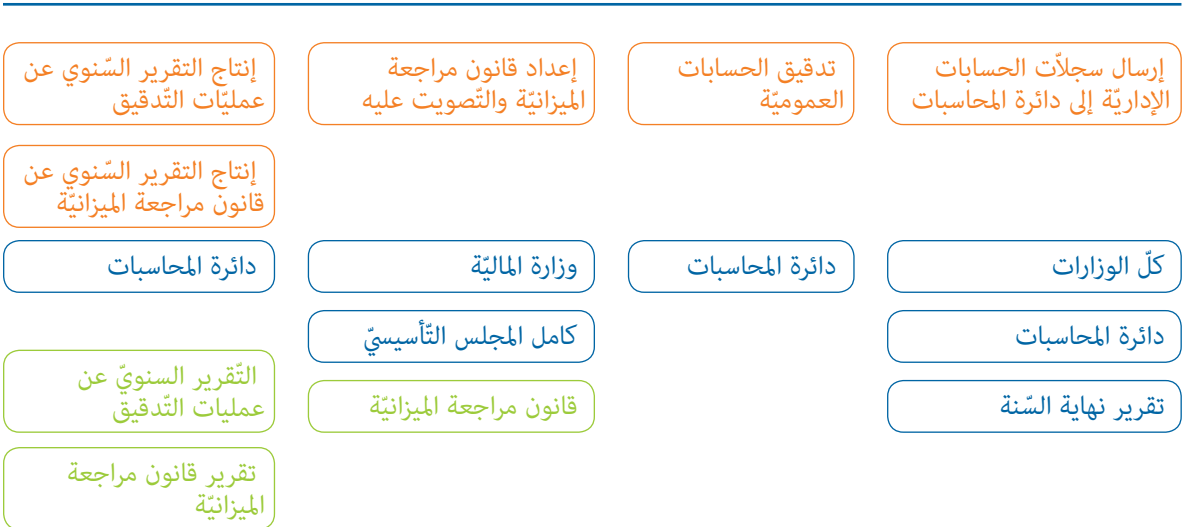 إرسال سجلاّت الحسابات
الإداريّة إلى دائرة المحاسبات
تدقيق الحسابات
العموميّة
إعداد قانون مراجعة
الميزانيّة والتّصويت عليه
إنتاج التقرير السّنوي عن
عمليّات التّدقيق
إنتاج التقرير السّنوي عن
قانون مراجعة الميزانيّة
كلّ الوزارات
دائرة المحاسبات
وزارة الماليّة
دائرة المحاسبات
دائرة المحاسبات
كامل المجلس التّأسيسيّ
تقرير نهاية السّنة
قانون مراجعة الميزانيّة
التّقرير السنويّ عن
عمليات التّدقيق
تقرير قانون مراجعة
الميزانيّة